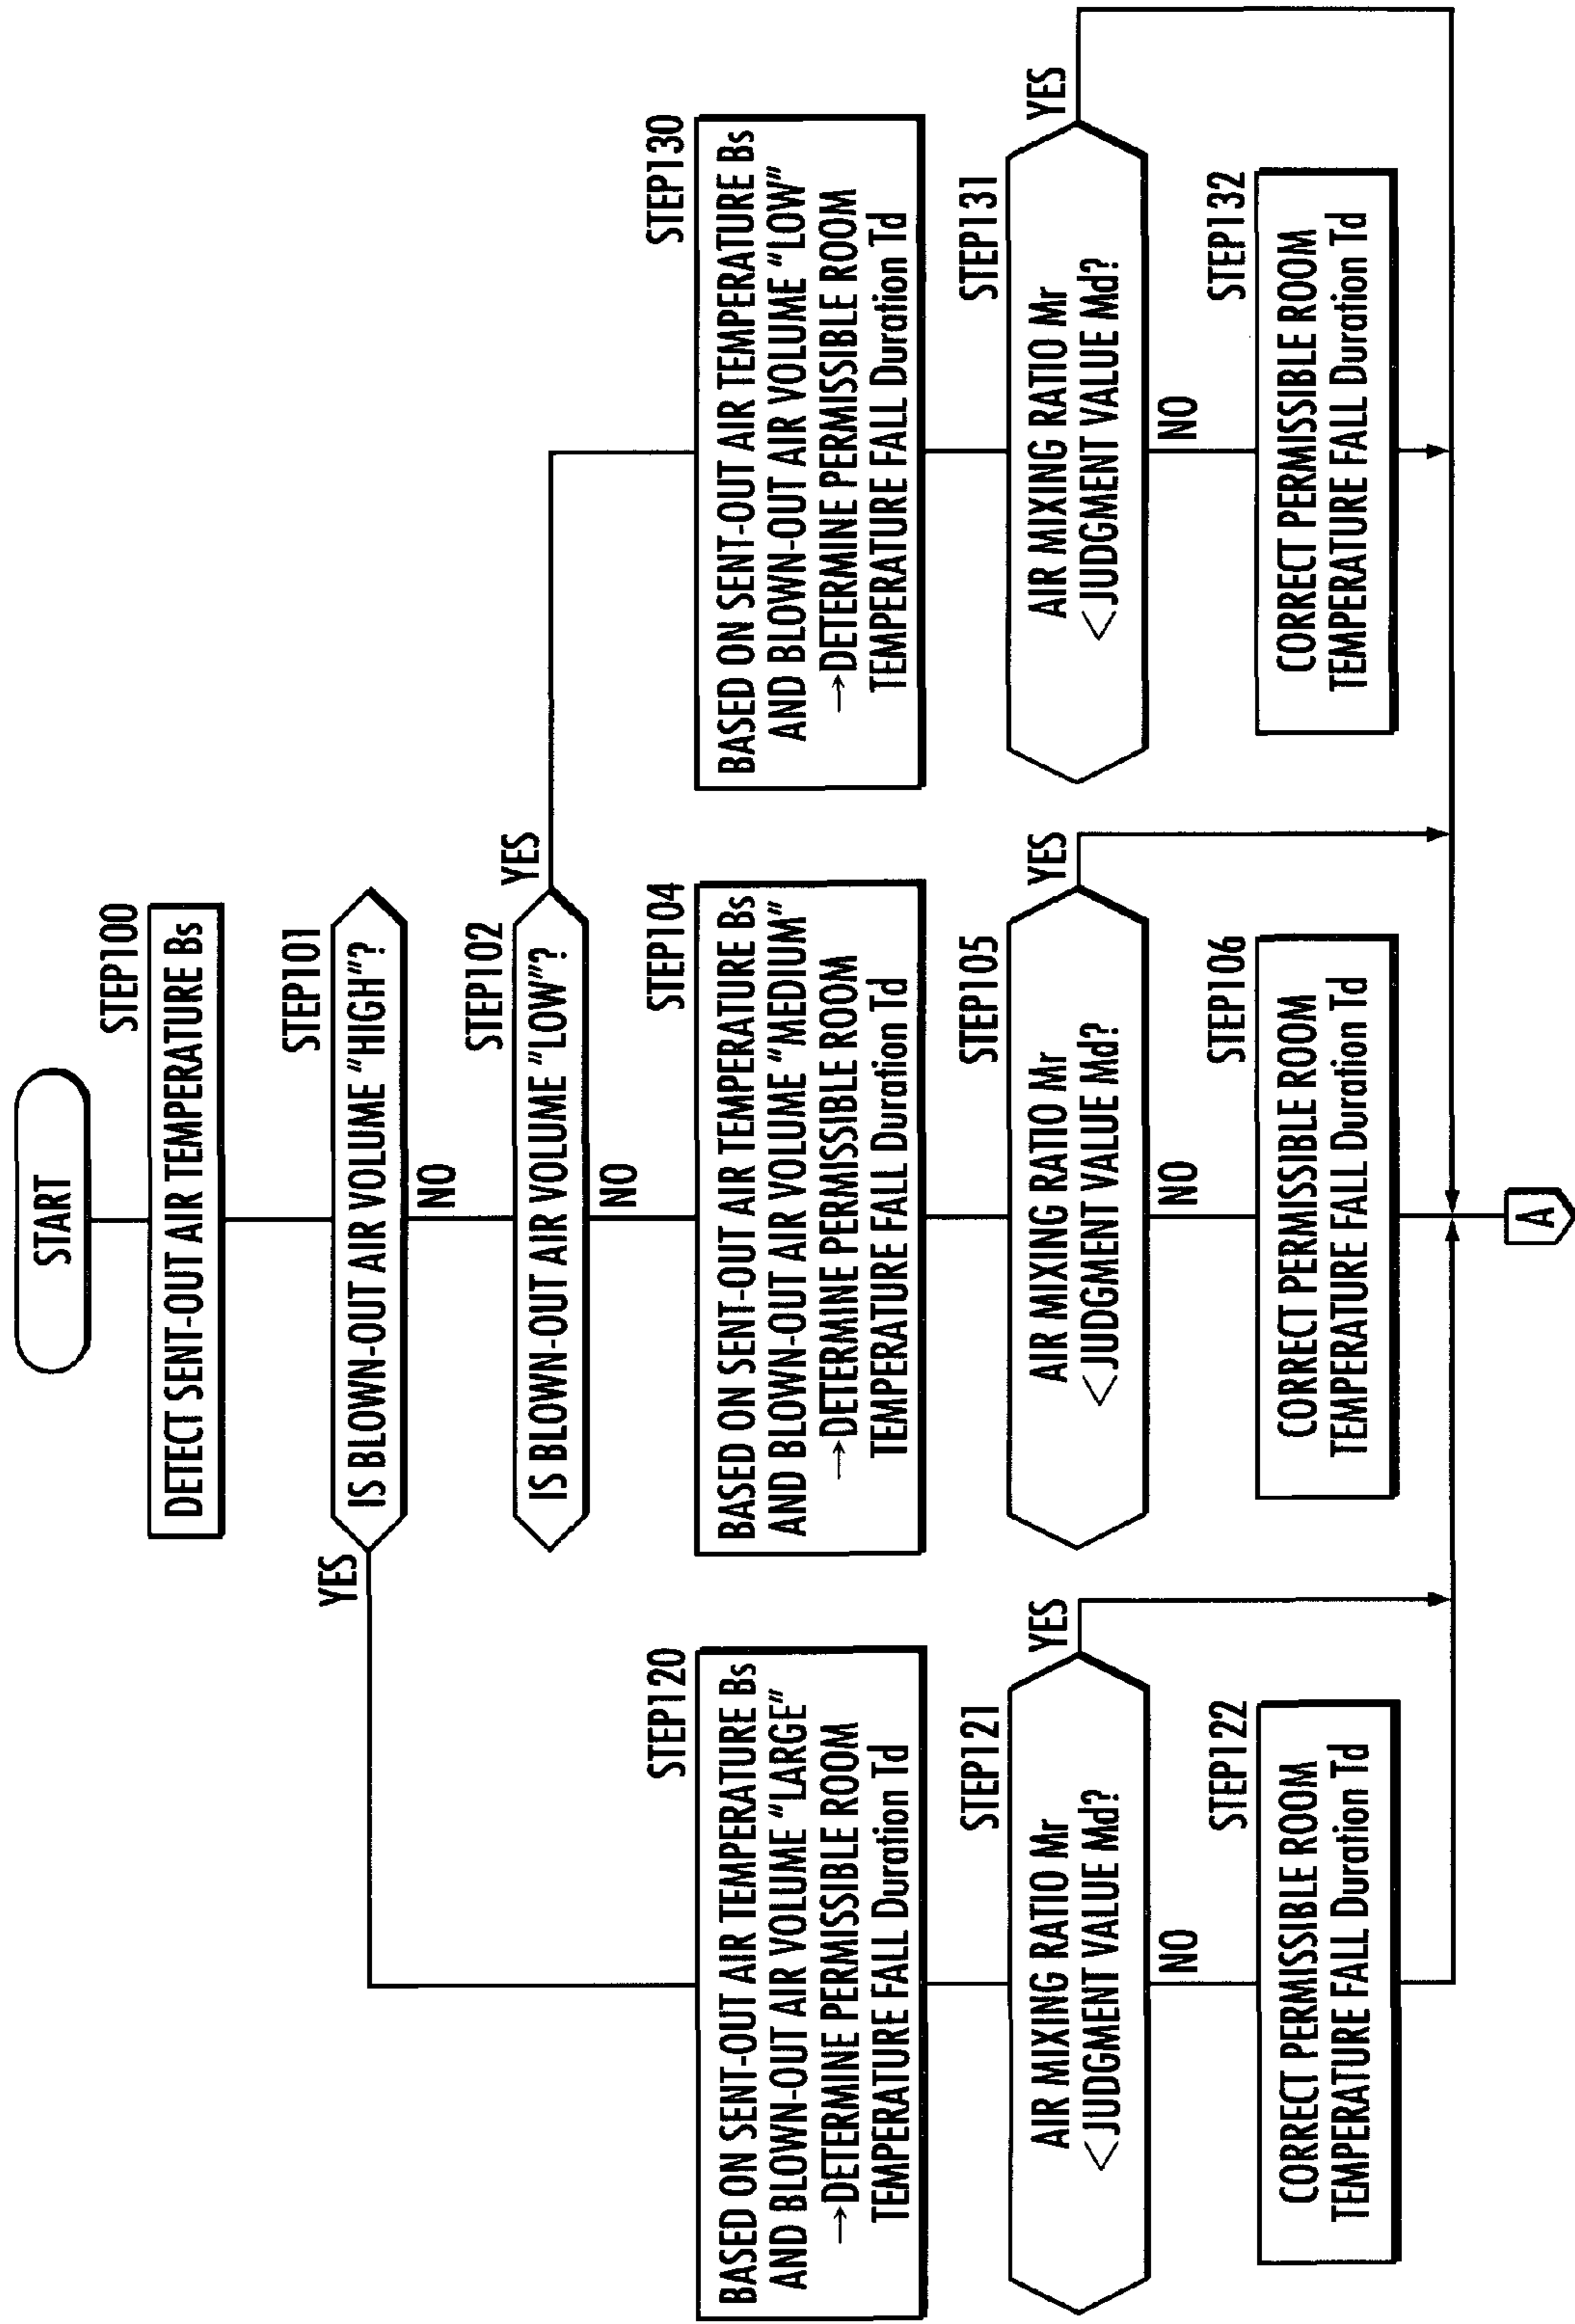 START
STEP100
DETECT SENT-OUT AIR TEMPERATURE Bs
STEP101
IS BLOWN-OUT AIR VOLUME "HIGH"?
YES
NO
STEP102
IS BLOWN-OUT AIR VOLUME "LOW"?
YES
NO
STEP120
BASED ON SENT-OUT AIR TEMPERATURE Bs
AND BLOWN-OUT AIR VOLUME "LARGE"
→DETERMINE PERMISSIBLE ROOM
TEMPERATURE FALL Duration Td
STEP121
AIR MIXING RATIO Mr
<JUDGMENT VALUE Md?
YES
NO
STEP122
CORRECT PERMISSIBLE ROOM
TEMPERATURE FALL Duration Td
STEP104
BASED ON SENT-OUT AIR TEMPERATURE Bs
AND BLOWN-OUT AIR VOLUME "MEDIUM"
→DETERMINE PERMISSIBLE ROOM
TEMPERATURE FALL Duration Td
STEP105
AIR MIXING RATIO Mr
<JUDGMENT VALUE Md?
YES
NO
STEP106
CORRECT PERMISSIBLE ROOM
TEMPERATURE FALL Duration Td
STEP130
BASED ON SENT-OUT AIR TEMPERATURE Bs
AND BLOWN-OUT AIR VOLUME "LOW"
→DETERMINE PERMISSIBLE ROOM
TEMPERATURE FALL Duration Td
STEP131
AIR MIXING RATIO Mr
<JUDGMENT VALUE Md?
YES
NO
STEP132
CORRECT PERMISSIBLE ROOM
TEMPERATURE FALL Duration Td
A